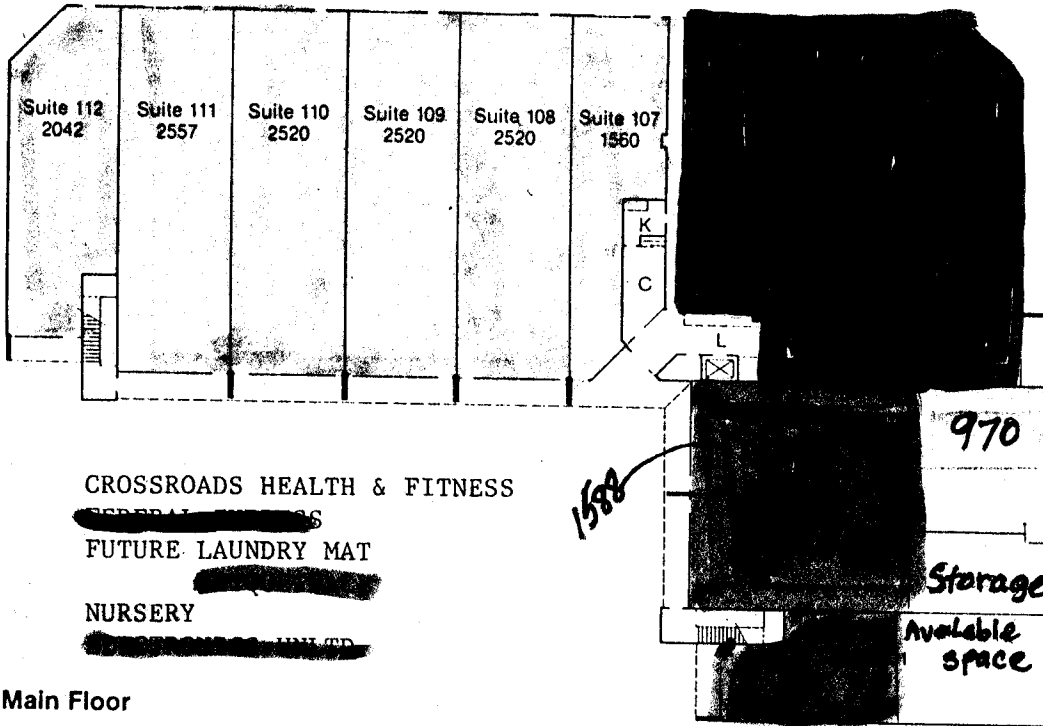 Suite 112
2042
Suite 111
2557
Suite 110
2520
Suite 109
2520
Suite 108
2520
Suite 107
1560
K
C
L
970
1588
CROSSROADS HEALTH & FITNESS
FUTURE LAUNDRY MAT
NURSERY
Storage
Available
space
Main Floor